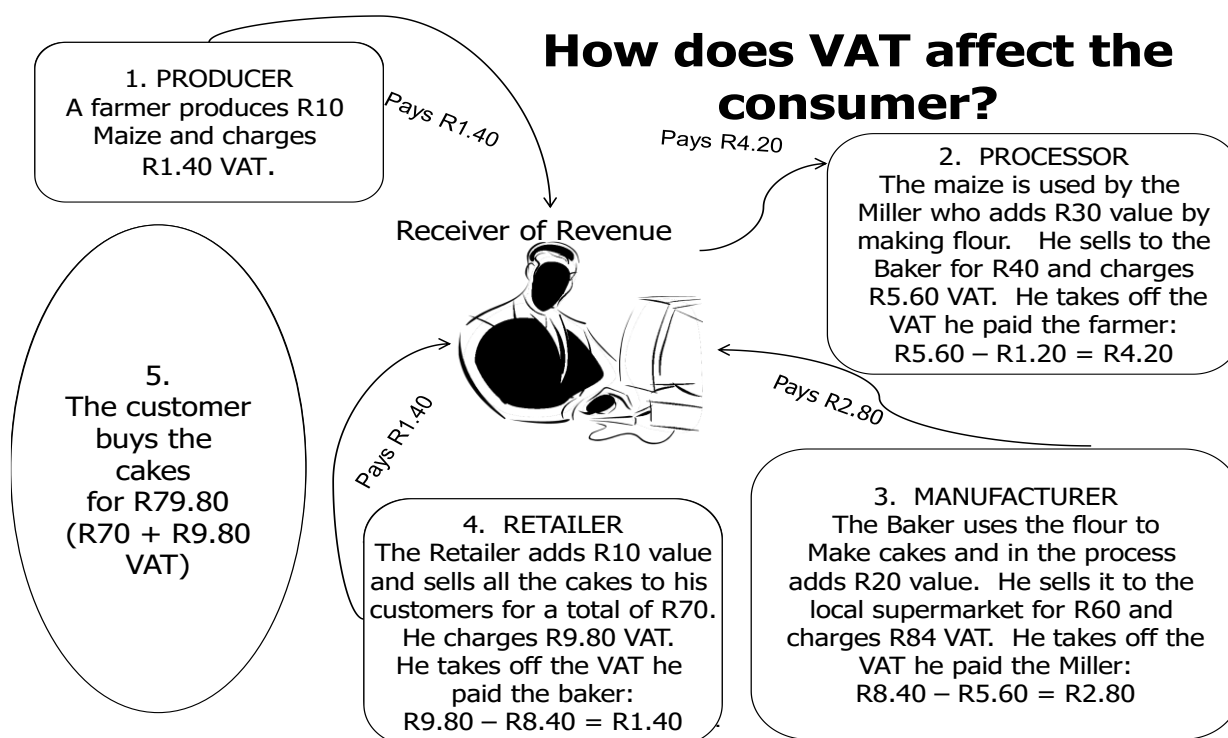 How does VAT affect the
consumer?
1. PRODUCER
A farmer produces R10
Maize and charges
R1.40 VAT.
Pays R1.40
Receiver of Revenue
Pays R4.20
2. PROCESSOR
The maize is used by the
Miller who adds R30 value by
making flour. He sells to the
Baker for R40 and charges
R5.60 VAT. He takes off the
VAT he paid the farmer:
R5.60 – R1.20 = R4.20
Pays R2.80
3. MANUFACTURER
The Baker uses the flour to
Make cakes and in the process
adds R20 value. He sells it to the
local supermarket for R60 and
charges R84 VAT. He takes off the
VAT he paid the Miller:
R8.40 – R5.60 = R2.80
Pays R1.40
4. RETAILER
The Retailer adds R10 value
and sells all the cakes to his
customers for a total of R70.
He charges R9.80 VAT.
He takes off the VAT he
paid the baker:
R9.80 – R8.40 = R1.40 .
5.
The customer
buys the
cakes
for R79.80
(R70 + R9.80
VAT)